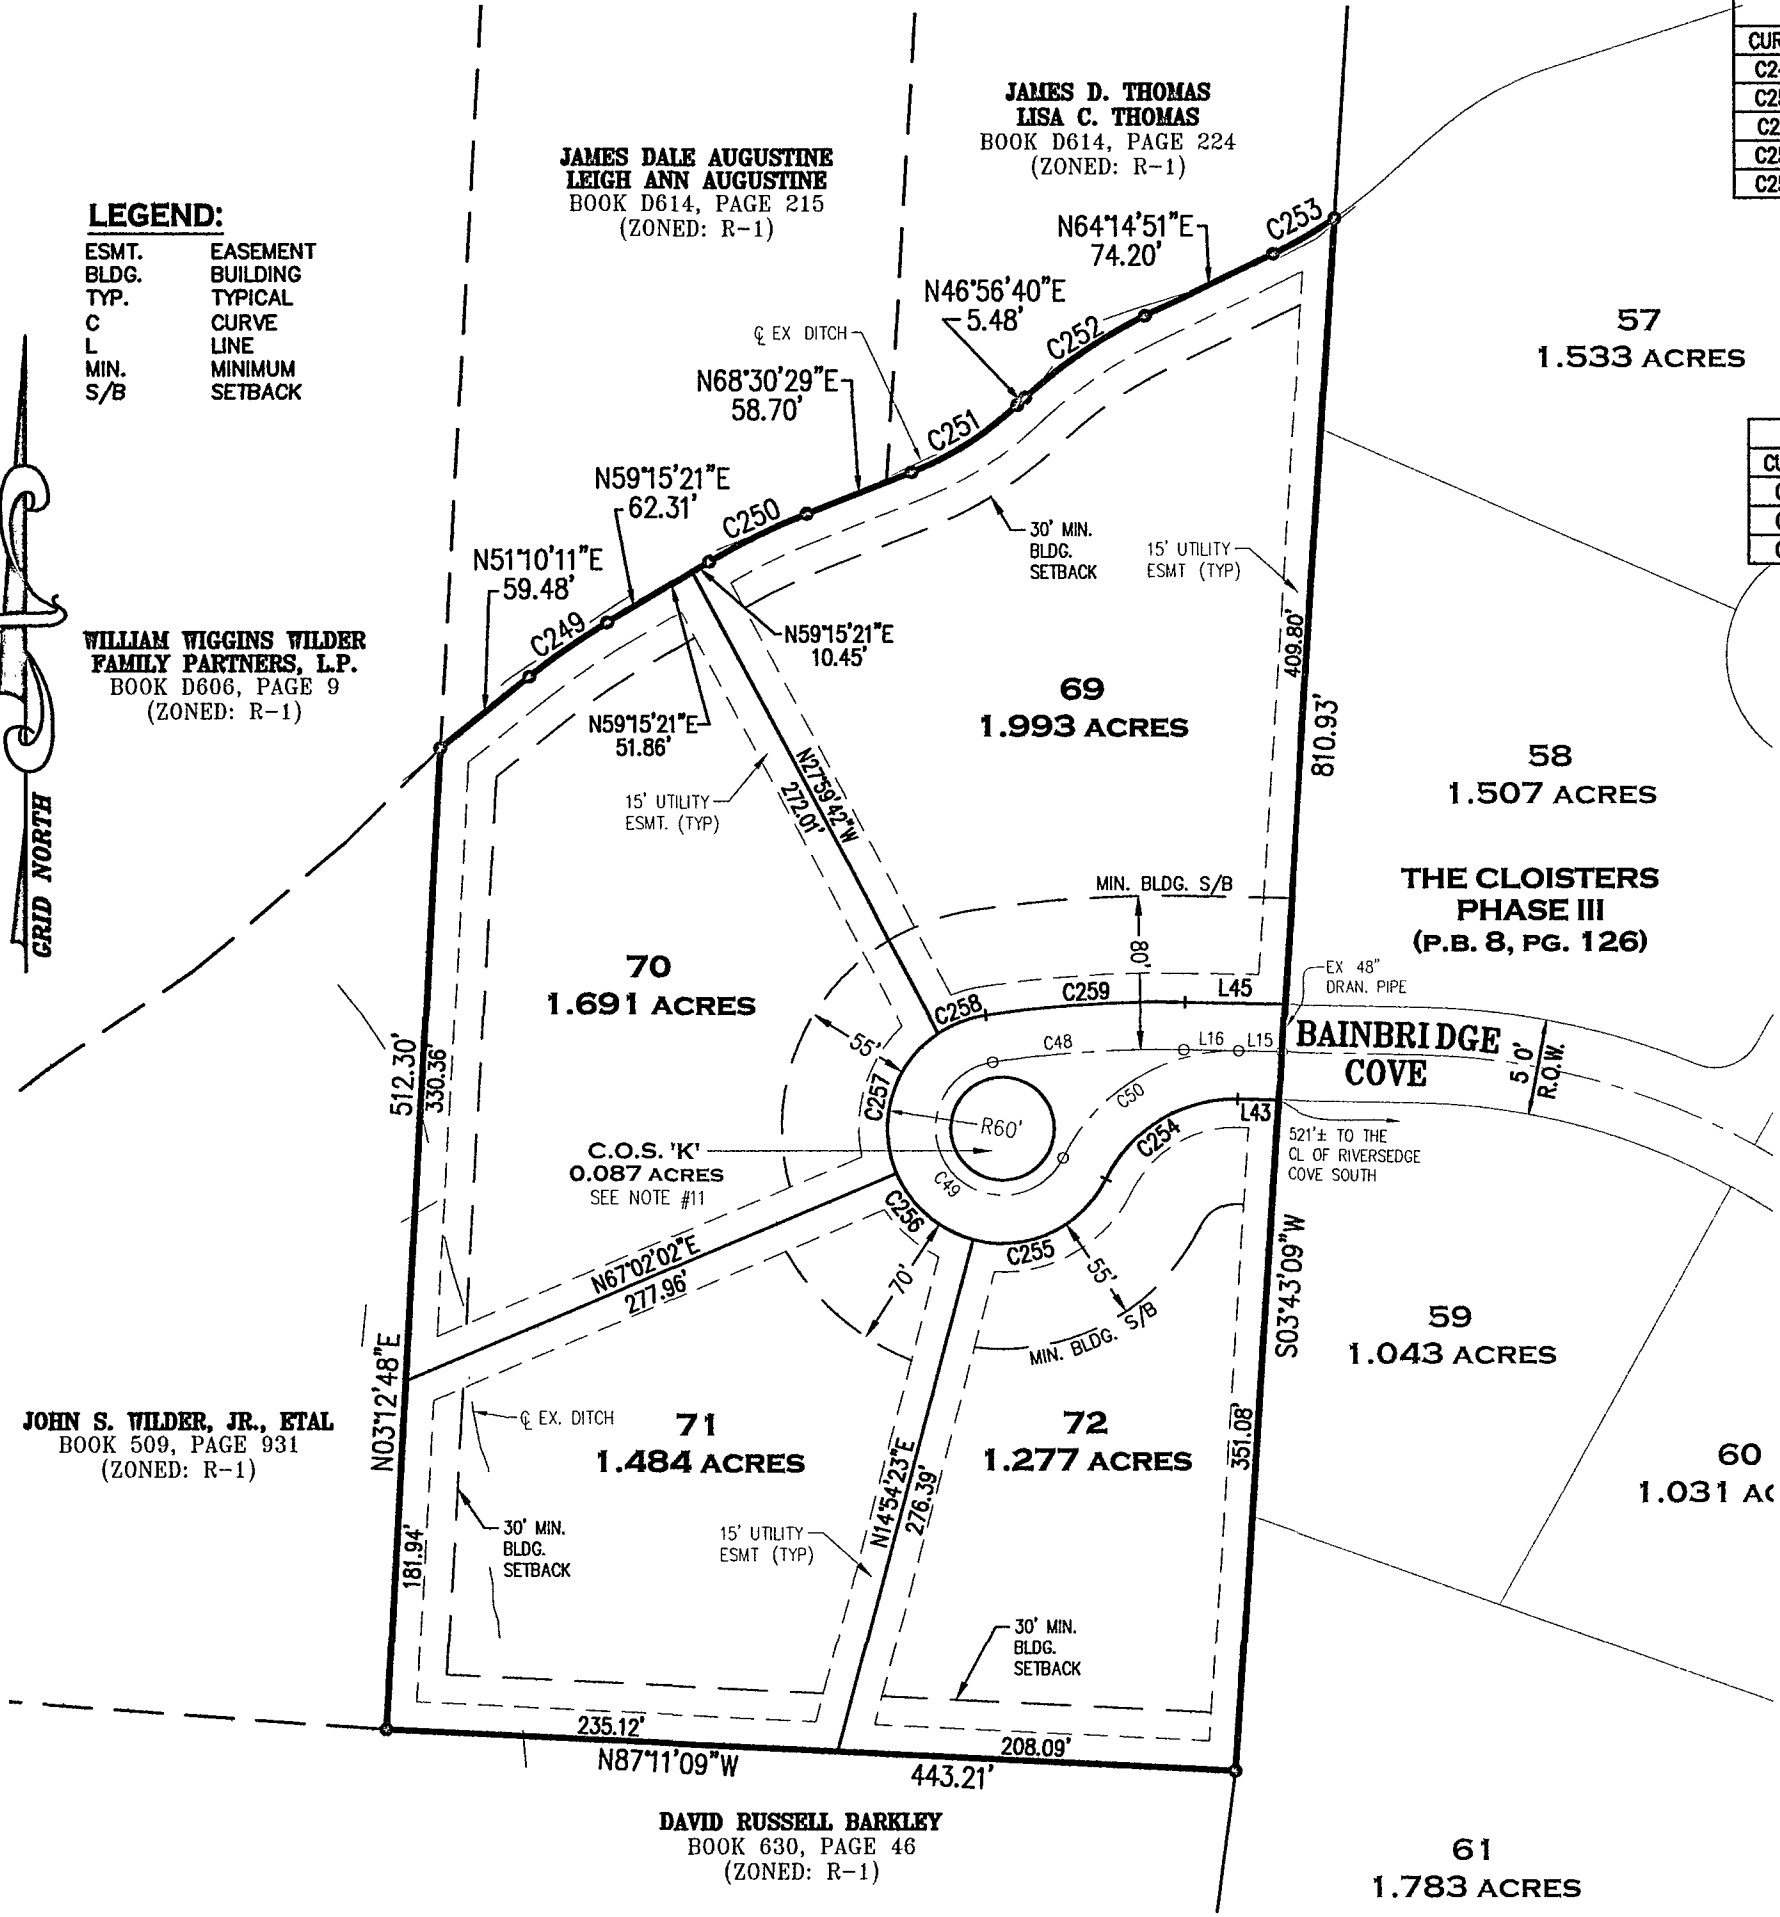 CUR
JAMES D. THOMAS
LISA C. THOMAS
BOOK D614, PAGE 224
(ZONED: R-1)
JAMES DALE AUGUSTINE
LEIGH ANN AUGUSTINE
BOOK D614, PAGE 215
(ZONED: R-1)
LEGEND:
ESMT. EASEMENT
BLDG. BUILDING
TYP. TYPICAL
C CURVE
L LINE
MIN. MINIMUM
S/B SETBACK
C253
N64°14'51"E
74.20'
N46°56'40"E
5.48'
C252
℄ EX DITCH
N68°30'29"E
58.70'
C251
57
1.533 ACRES
N59°15'21"E
62.31'
C250
30' MIN.
BLDG.
SETBACK
15' UTILITY
ESMT (TYP)
N51°10'11"E
59.48'
C249
WILLIAM WIGGINS WILDER
FAMILY PARTNERS, L.P.
BOOK D606, PAGE 9
(ZONED: R-1)
N59°15'21"E
10.45'
N59°15'21"E
51.86'
409.80'
69
1.993 ACRES
810.93'
N27°59'42"W
272.01'
15' UTILITY
ESMT. (TYP)
58
1.507 ACRES
GRID NORTH
MIN. BLDG. S/B
80'
THE CLOISTERS
PHASE III
(P.B. 8, PG. 126)
70
1.691 ACRES
EX 48"
DRAN. PIPE
C258
C259
L45
C48
L16
L15
BAINBRIDGE
COVE
50'
R.O.W.
55'
C257
512.30'
330.36'
C50
L43
R60'
C254
C.O.S. 'K'
0.087 ACRES
SEE NOTE #11
521'± TO THE
CL OF RIVERSEDGE
COVE SOUTH
C49
C256
C255
70'
55'
N67°02'02"E
277.96'
MIN. BLDG. S/B
S03°43'09"W
59
1.043 ACRES
N03°12'48"E
JOHN S. WILDER, JR., ETAL
BOOK 509, PAGE 931
(ZONED: R-1)
℄ EX. DITCH
71
1.484 ACRES
72
1.277 ACRES
351.08'
N14°54'23"E
276.39'
60
1.031 AC
181.94'
30' MIN.
BLDG.
SETBACK
15' UTILITY
ESMT (TYP)
30' MIN.
BLDG.
SETBACK
235.12'
208.09'
N87°11'09"W
443.21'
DAVID RUSSELL BARKLEY
BOOK 630, PAGE 46
(ZONED: R-1)
61
1.783 ACRES